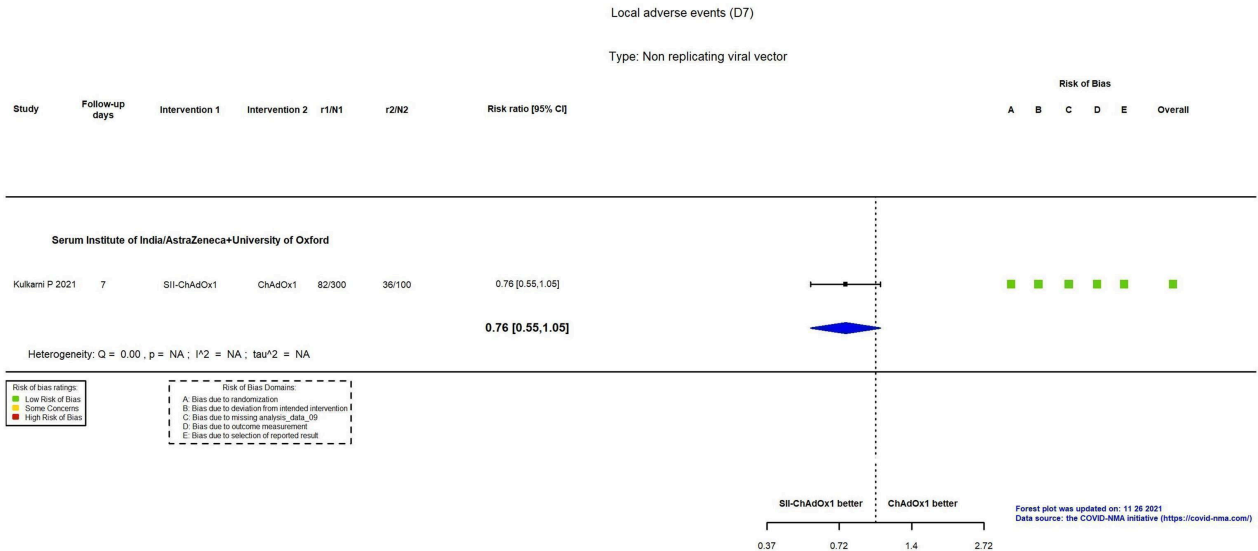 Local adverse events (D7)
Type: Non replicating viral vector
Risk of Bias
Study Follow-up days Intervention 1 Intervention 2 r1/N1 r2/N2 Risk ratio [95% CI] A B C D E Overall
Serum Institute of India/AstraZeneca+University of Oxford
Kulkarni P 2021 7 SII-ChAdOx1 ChAdOx1 82/300 36/100 0.76 [0.55,1.05]
0.76 [0.55,1.05]
Heterogeneity: Q = 0.00 , p = NA ; I^2 = NA ; tau^2 = NA
Risk of bias ratings:
Low Risk of Bias
Some Concerns
High Risk of Bias
Risk of Bias Domains:
A: Bias due to randomization
B: Bias due to deviation from intended intervention
C: Bias due to missing analysis_data_09
D: Bias due to outcome measurement
E: Bias due to selection of reported result
SII-ChAdOx1 better ChAdOx1 better
0.37 0.72 1.4 2.72
Forest plot was updated on: 11 26 2021
Data source: the COVID-NMA initiative (https://covid-nma.com/)